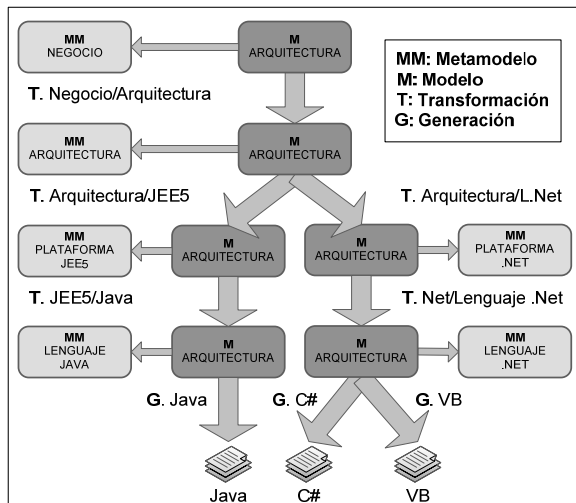 MM
NEGOCIO
M
ARQUITECTURA
MM: Metamodelo
M: Modelo
T: Transformación
G: Generación
T. Negocio/Arquitectura
MM
ARQUITECTURA
M
ARQUITECTURA
T. Arquitectura/JEE5
T. Arquitectura/L.Net
MM
PLATAFORMA
JEE5
M
ARQUITECTURA
M
ARQUITECTURA
MM
PLATAFORMA
.NET
T. JEE5/Java
T. Net/Lenguaje .Net
MM
LENGUAJE
JAVA
M
ARQUITECTURA
M
ARQUITECTURA
MM
LENGUAJE
.NET
G. Java
G. C#
G. VB
Java
C#
VB